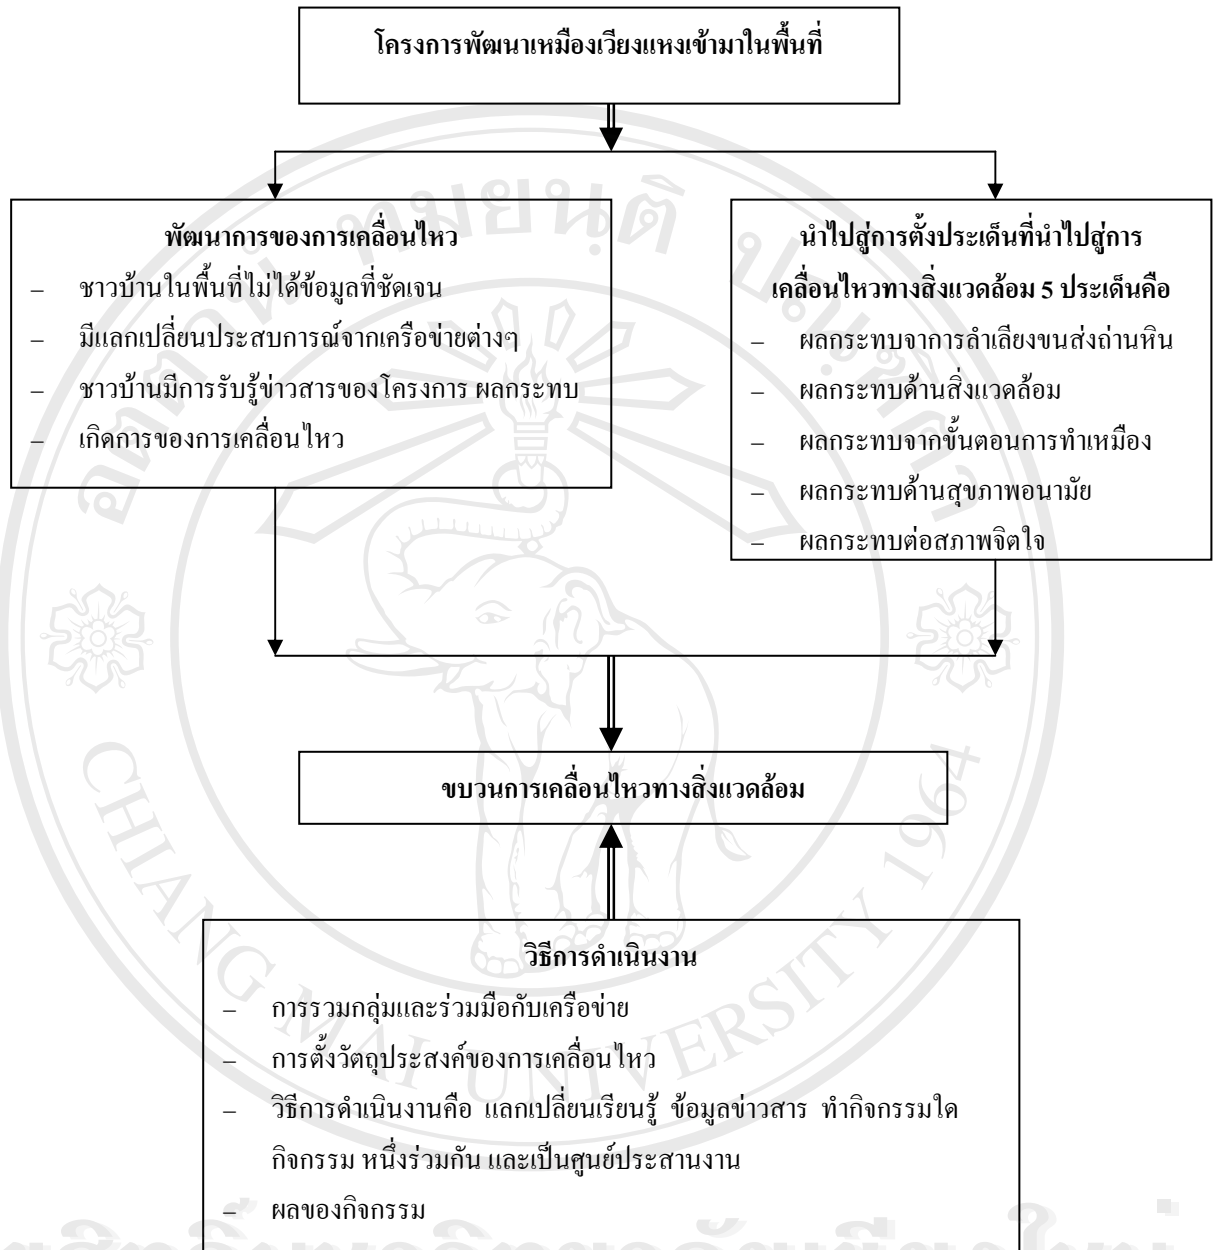 โครงการพัฒนาเหมืองเวียงแหงเข้ามาในพื้นที่
พัฒนาการของการเคลื่อนไหว
– ชาวบ้านในพื้นที่ไม่ได้ข้อมูลที่ชัดเจน
– มีแลกเปลี่ยนประสบการณ์จากเครือข่ายต่างๆ
– ชาวบ้านมีการรับรู้ข่าวสารของโครงการ ผลกระทบ
– เกิดการของการเคลื่อนไหว
นำไปสู่การตั้งประเด็นที่นำไปสู่การ
เคลื่อนไหวทางสิ่งแวดล้อม 5 ประเด็นคือ
– ผลกระทบจาการลำเลียงขนส่งถ่านหิน
– ผลกระทบด้านสิ่งแวดล้อม
– ผลกระทบจากขั้นตอนการทำเหมือง
– ผลกระทบด้านสุขภาพอนามัย
– ผลกระทบต่อสภาพจิตใจ
ขบวนการเคลื่อนไหวทางสิ่งแวดล้อม
วิธีการดำเนินงาน
– การรวมกลุ่มและร่วมมือกับเครือข่าย
– การตั้งวัตถุประสงค์ของการเคลื่อนไหว
– วิธีการดำเนินงานคือ แลกเปลี่ยนเรียนรู้ ข้อมูลข่าวสาร ทำกิจกรรมใด
กิจกรรม หนึ่งร่วมกัน และเป็นศูนย์ประสานงาน
– ผลของกิจกรรม
CHIANG MAI UNIVERSITY 1964